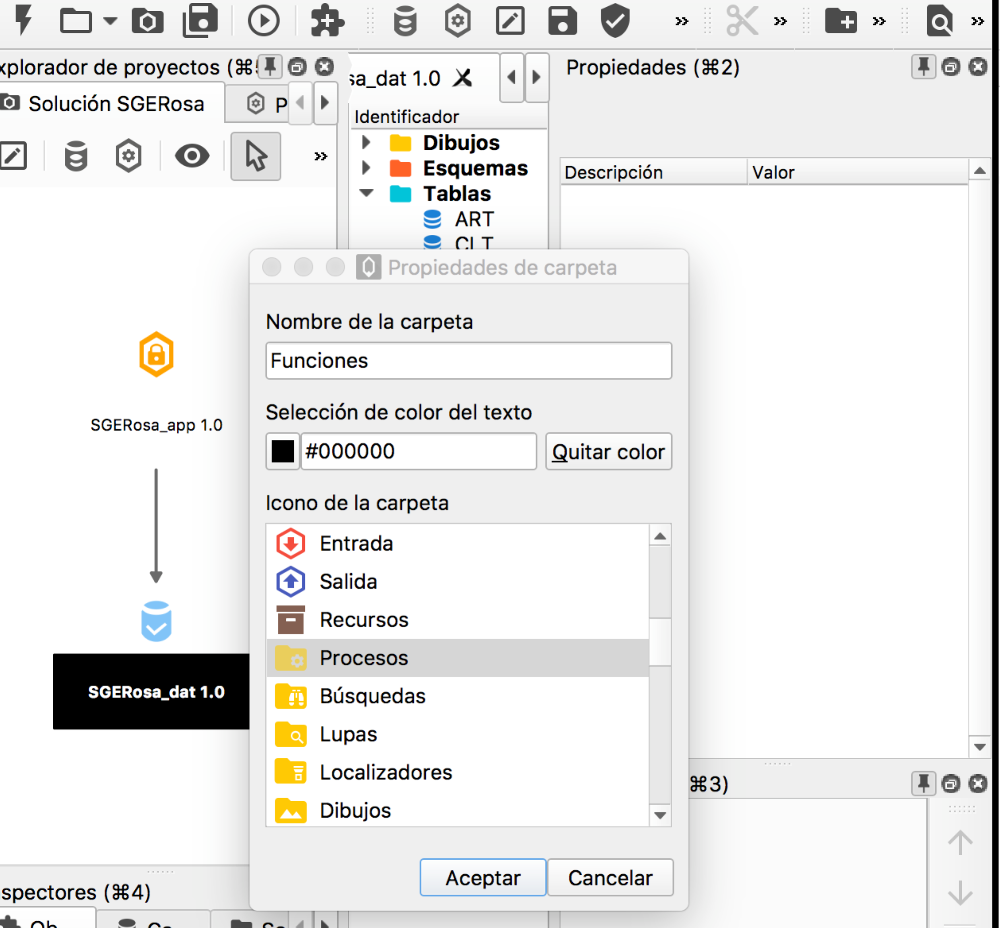 xplorador de proyectos (⌘
Solución SGERosa
P
sa_dat 1.0
Identificador
Dibujos
Esquemas
Tablas
ART
CLT
Propiedades (⌘2)
Descripción
Valor
SGERosa_app 1.0
SGERosa_dat 1.0
Propiedades de carpeta
Nombre de la carpeta
Funciones
Selección de color del texto
#000000
Quitar color
Icono de la carpeta
Entrada
Salida
Recursos
Procesos
Búsquedas
Lupas
Localizadores
Dibujos
Aceptar
Cancelar
⌘3)
spectores (⌘4)